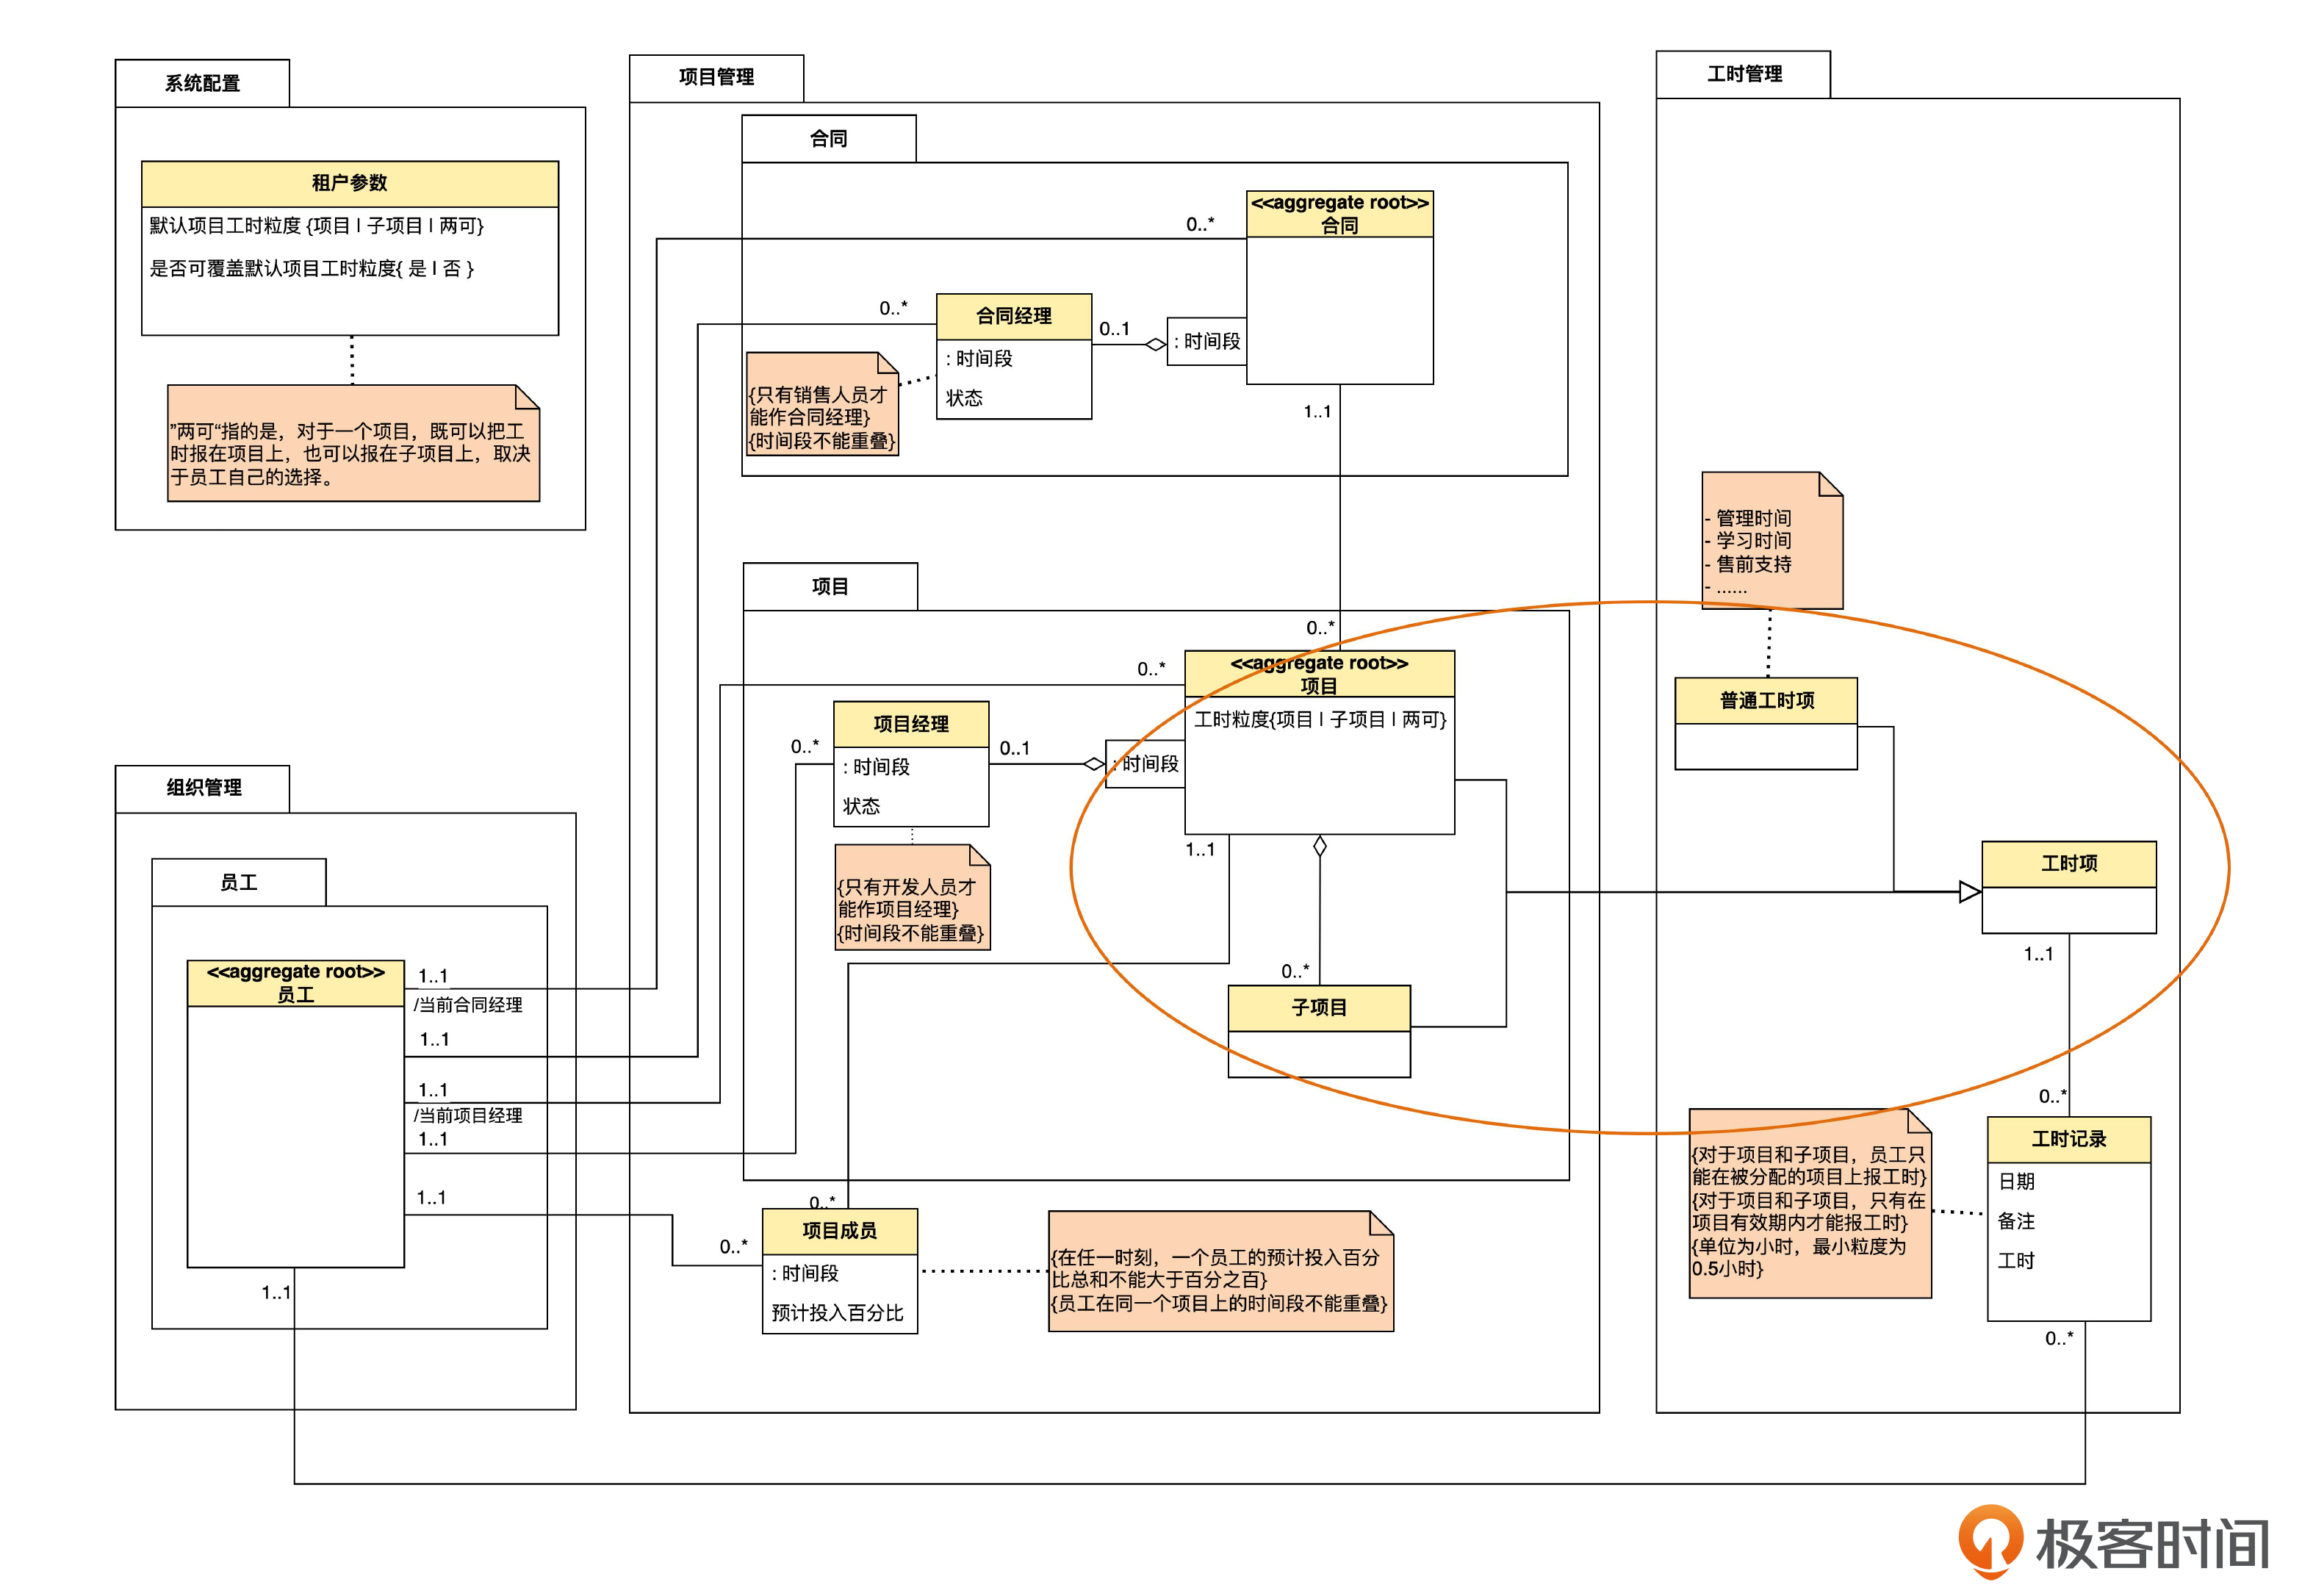 系统配置
租户参数
默认项目工时粒度 {项目 | 子项目 | 两可}
是否可覆盖默认项目工时粒度{ 是 | 否 }
”两可“指的是，对于一个项目，既可以把工
时报在项目上，也可以报在子项目上，取决
于员工自己的选择。
项目管理
合同
<<aggregate root>>
合同
0..*
: 时间段
合同经理
0..*
0..1
: 时间段
状态
{只有销售人员才
能作合同经理}
{时间段不能重叠}
1..1
项目
0..*
<<aggregate root>>
项目
0..*
工时粒度{项目 | 子项目 | 两可}
: 时间段
项目经理
0..*
0..1
: 时间段
状态
{只有开发人员才
能作项目经理}
{时间段不能重叠}
1..1
0..*
子项目
0..*
项目成员
0..*
: 时间段
预计投入百分比
{在任一时刻，一个员工的预计投入百分
比总和不能大于百分之百}
{员工在同一个项目上的时间段不能重叠}
组织管理
员工
<<aggregate root>>
员工
1..1
/当前合同经理
1..1
1..1
/当前项目经理
1..1
1..1
1..1
工时管理
- 管理时间
- 学习时间
- 售前支持
- ......
普通工时项
工时项
1..1
0..*
工时记录
日期
备注
工时
0..*
{对于项目和子项目，员工只
能在被分配的项目上报工时}
{对于项目和子项目，只有在
项目有效期内才能报工时}
{单位为小时，最小粒度为
0.5小时}
极客时间